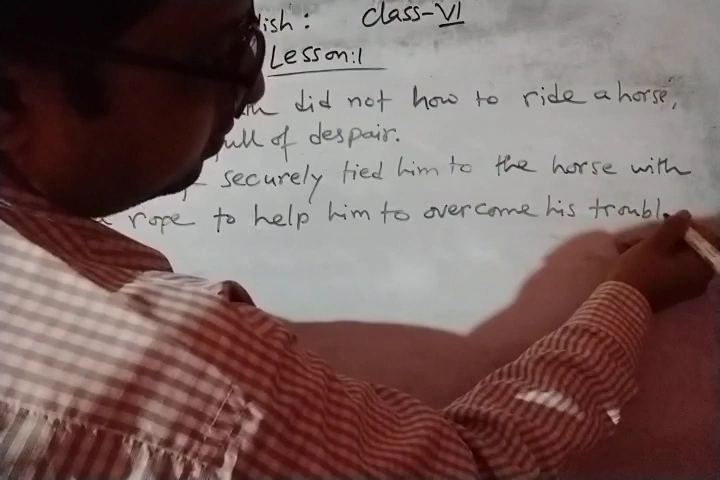 ish: class-VI
Lesson:1
did not how to ride a horse,
full of despair.
securely tied him to the horse with
rope to help him to overcome his troubl